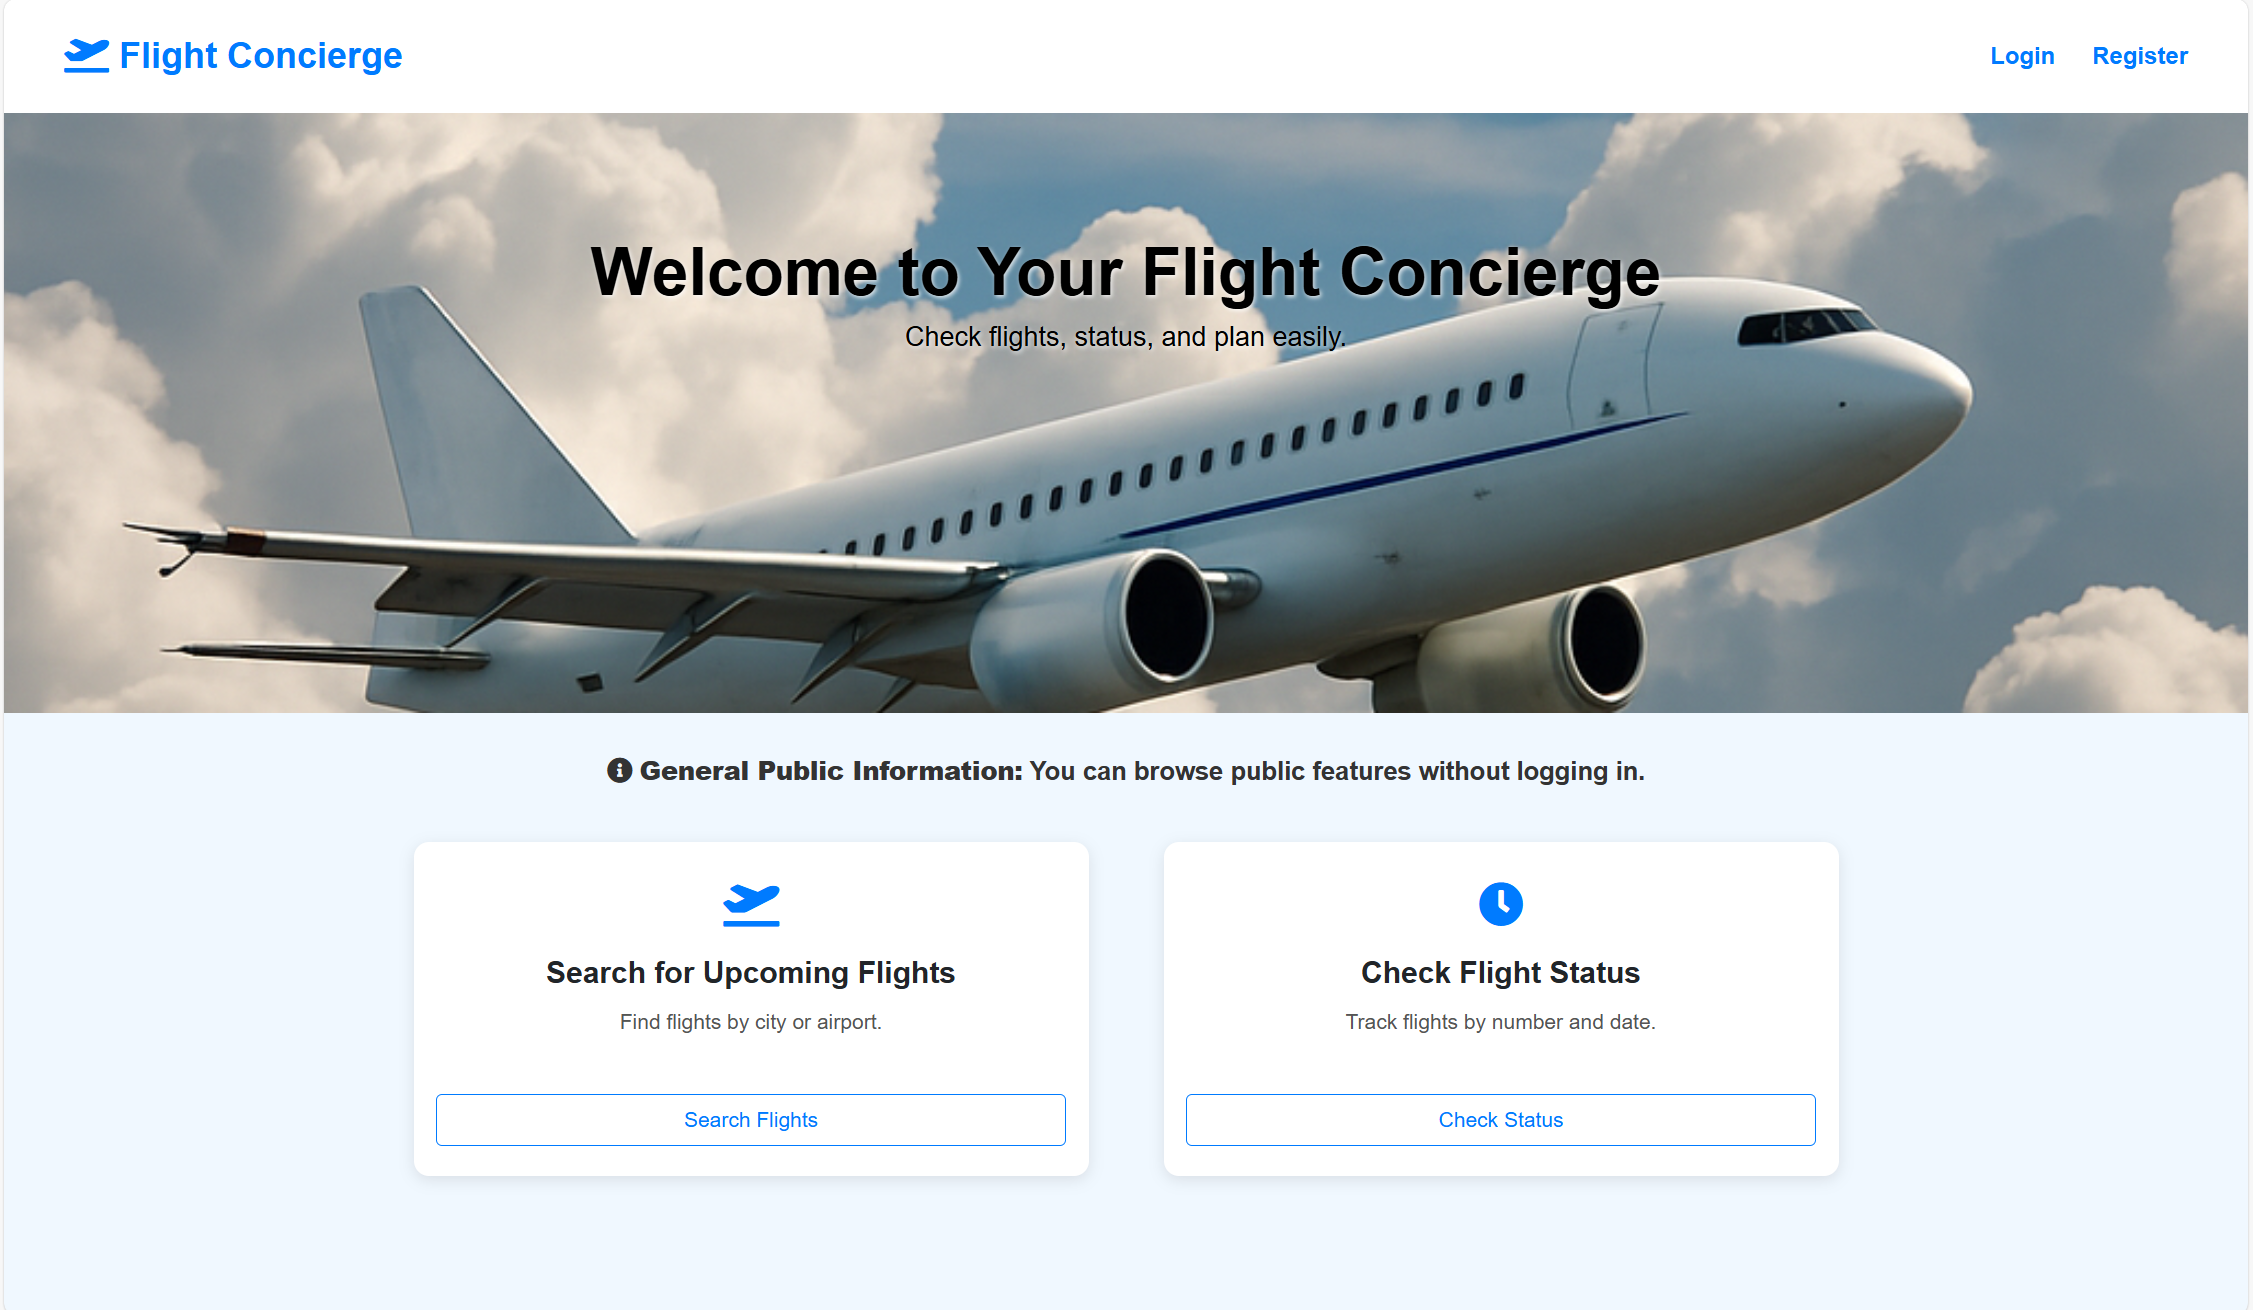 Flight Concierge
Login
Register
Welcome to Your Flight Concierge
Check flights, status, and plan easily.
General Public Information: You can browse public features without logging in.
Search for Upcoming Flights
Find flights by city or airport.
Search Flights
Check Flight Status
Track flights by number and date.
Check Status